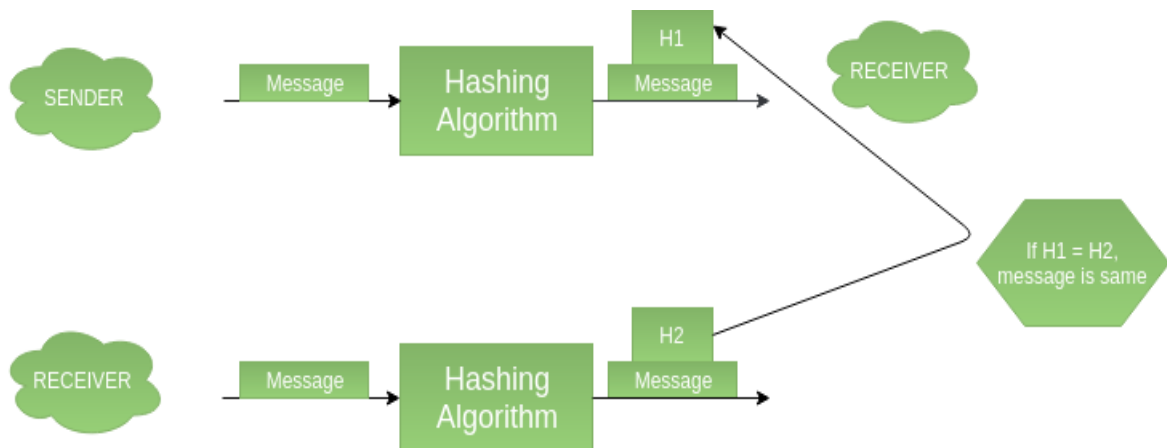 SENDER
Message
Hashing
Algorithm
H1
Message
RECEIVER
If H1 = H2,
message is same
RECEIVER
Message
Hashing
Algorithm
H2
Message